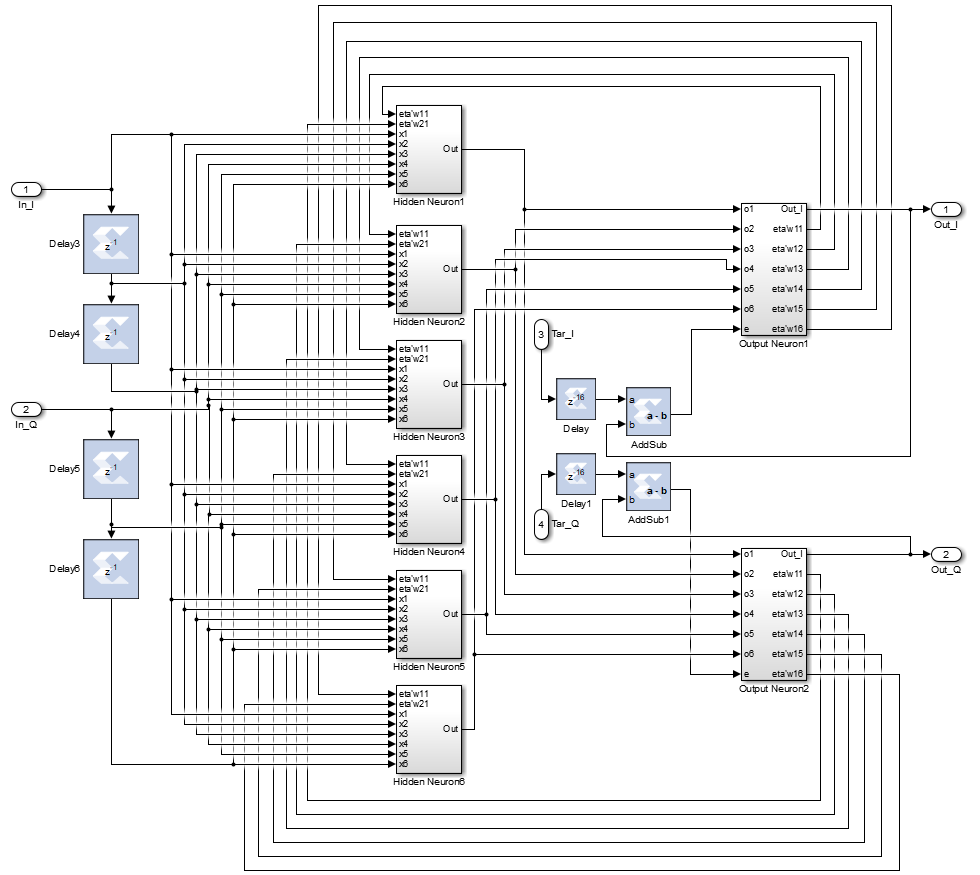 1
In_I
z-1
Delay3
z-1
Delay4
2
In_Q
z-1
Delay5
z-1
Delay6
eta'w11
eta'w21
x1
x2
x3
x4
x5
x6
Out
Hidden Neuron1
eta'w11
eta'w21
x1
x2
x3
x4
x5
x6
Out
Hidden Neuron2
eta'w11
eta'w21
x1
x2
x3
x4
x5
x6
Out
Hidden Neuron3
eta'w11
eta'w21
x1
x2
x3
x4
x5
x6
Out
Hidden Neuron4
eta'w11
eta'w21
x1
x2
x3
x4
x5
x6
Out
Hidden Neuron5
eta'w11
eta'w21
x1
x2
x3
x4
x5
x6
Out
Hidden Neuron6
3
Tar_I
z-16
Delay
a
b
a - b
AddSub
z-16
Delay1
a
b
a - b
AddSub1
4
Tar_Q
o1
o2
o3
o4
o5
o6
e
Out_I
etaw11
eta'w12
eta'w13
eta'w14
eta'w15
eta'w16
Output Neuron1
1
Out_I
o1
o2
o3
o4
o5
o6
e
Out_I
etaw11
eta'w12
eta'w13
eta'w14
eta'w15
eta'w16
Output Neuron2
2
Out_Q